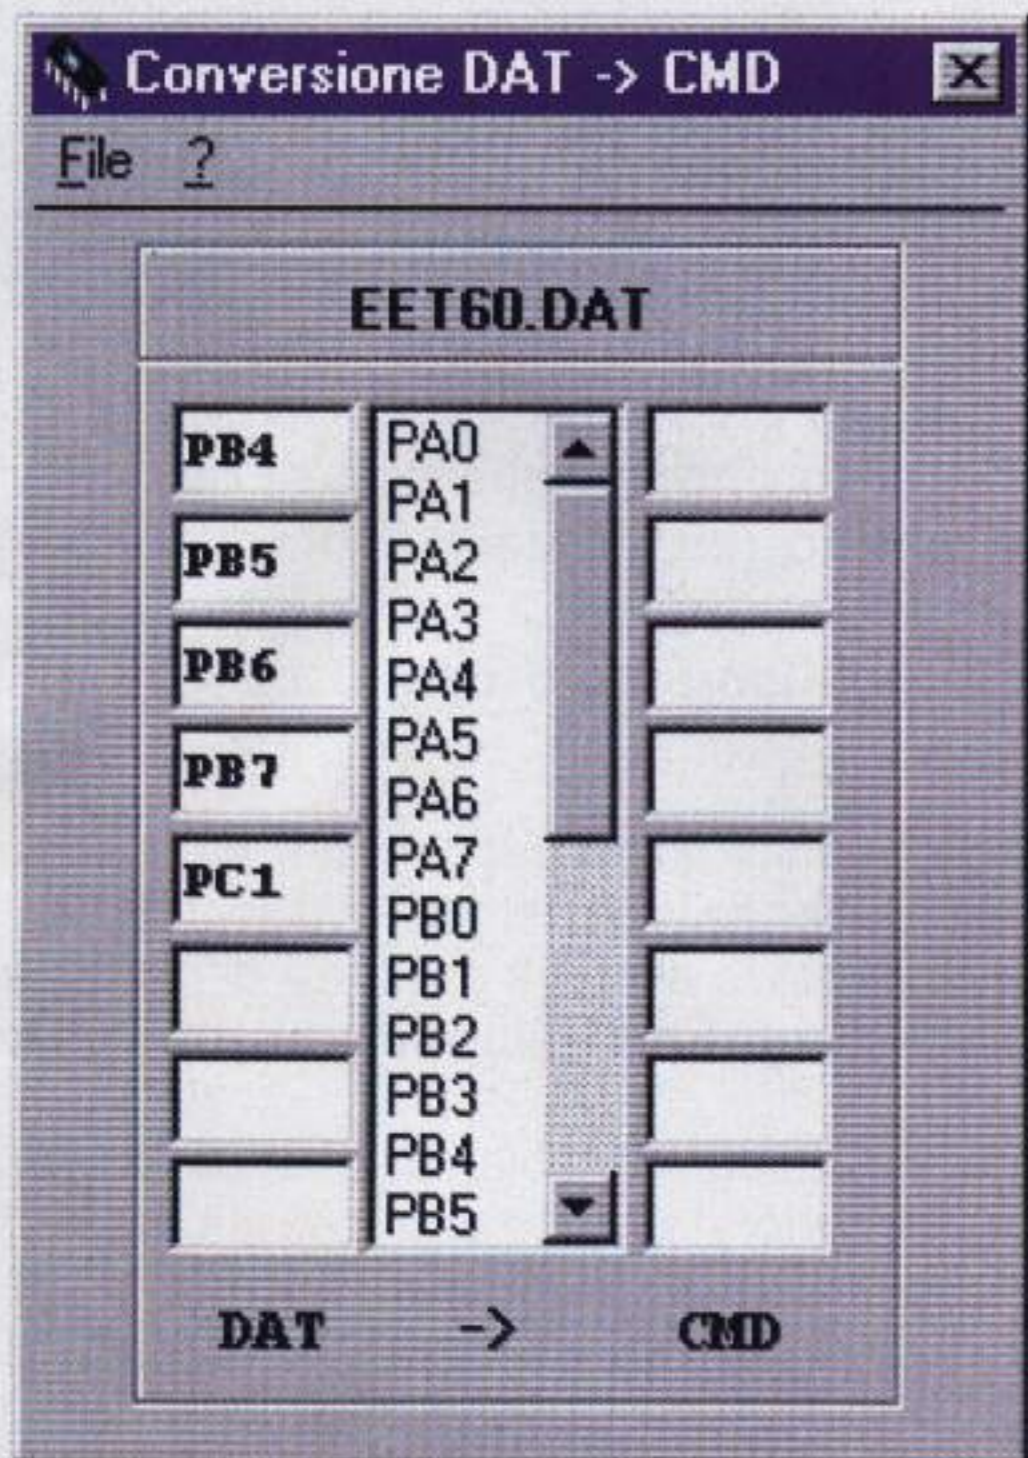 Conversione DAT -> CMD
File ?
EET60.DAT
PB4
PB5
PB6
PB7
PC1
PA0
PA1
PA2
PA3
PA4
PA5
PA6
PA7
PB0
PB1
PB2
PB3
PB4
PB5
DAT -> CMD